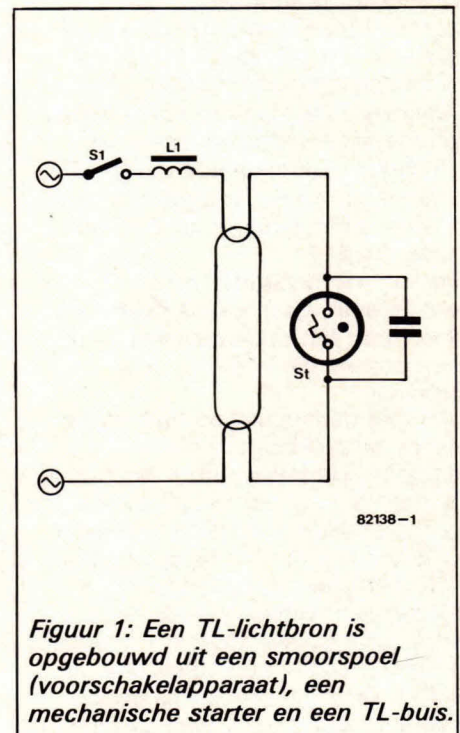 S1
L1
St
82138-1
Figuur 1: Een TL-lichtbron is
opgebouwd uit een smoorspoel
(voorschakelapparaat), een
mechanische starter en een TL-buis.